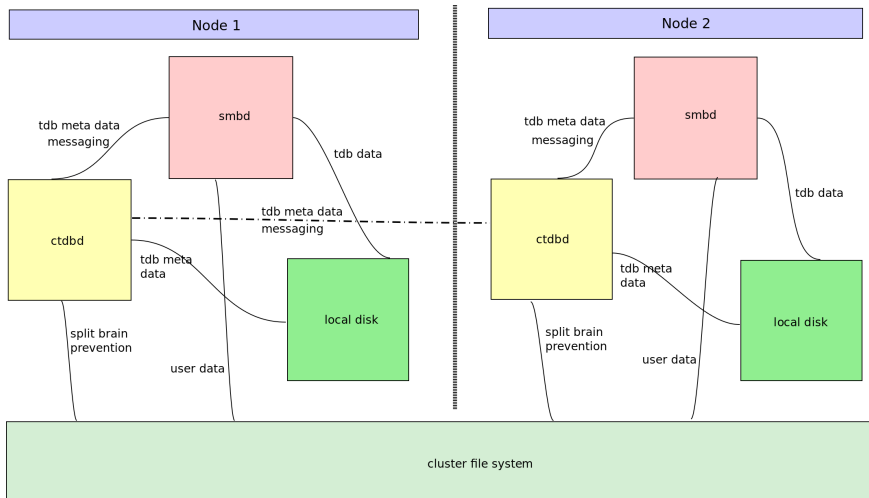 Node 1
Node 2
smbd
smbd
tdb meta data
messaging
tdb meta data
messaging
tdb data
tdb data
tdb meta data
messaging
ctdbd
ctdbd
tdb meta
data
tdb meta
data
local disk
local disk
split brain
prevention
split brain
prevention
user data
user data
cluster file system